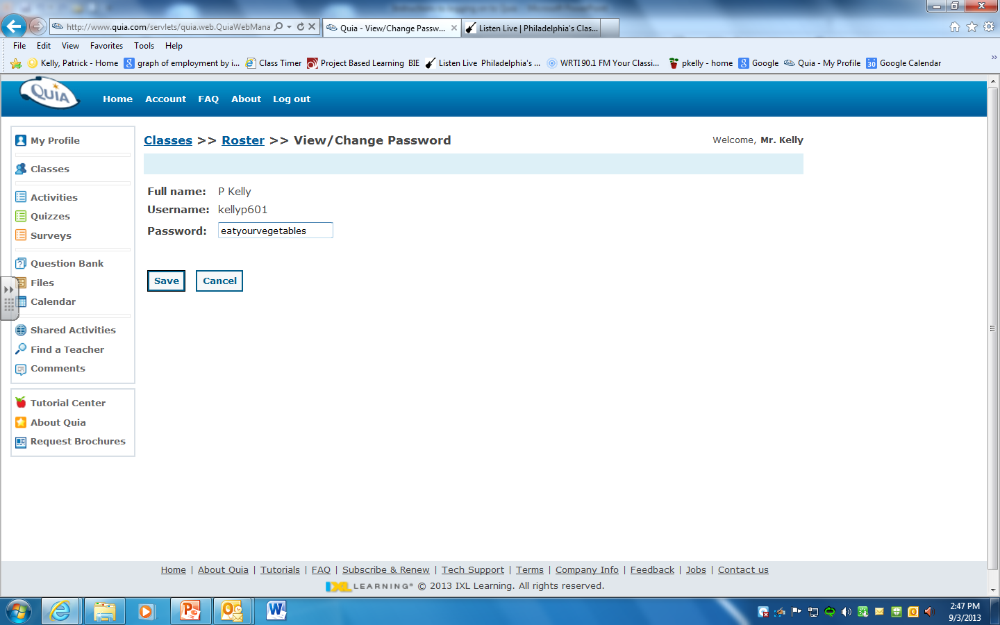 http://www.quia.com/servlets/quia.web.QuiaWebMana
Quia - View/Change Passw...
Listen Live | Philadelphia's Clas...
File Edit View Favorites Tools Help
Kelly, Patrick - Home
graph of employment by i...
Class Timer
Project Based Learning BIE
Listen Live Philadelphia's ...
WRTI 90.1 FM Your Classi...
pkelly - home
Google
Quia - My Profile
Google Calendar
QUIA
Home Account FAQ About Log out
My Profile
Classes
Activities
Quizzes
Surveys
Question Bank
Files
Calendar
Shared Activities
Find a Teacher
Comments
Tutorial Center
About Quia
Request Brochures
Classes >> Roster >> View/Change Password
Welcome, Mr. Kelly
Full name: P Kelly
Username: kellyp601
Password: eatyourvegetables
Save Cancel
Home | About Quia | Tutorials | FAQ | Subscribe & Renew | Tech Support | Terms | Company Info | Feedback | Jobs | Contact us
IXL LEARNING® © 2013 IXL Learning. All rights reserved.
2:47 PM
9/3/2013